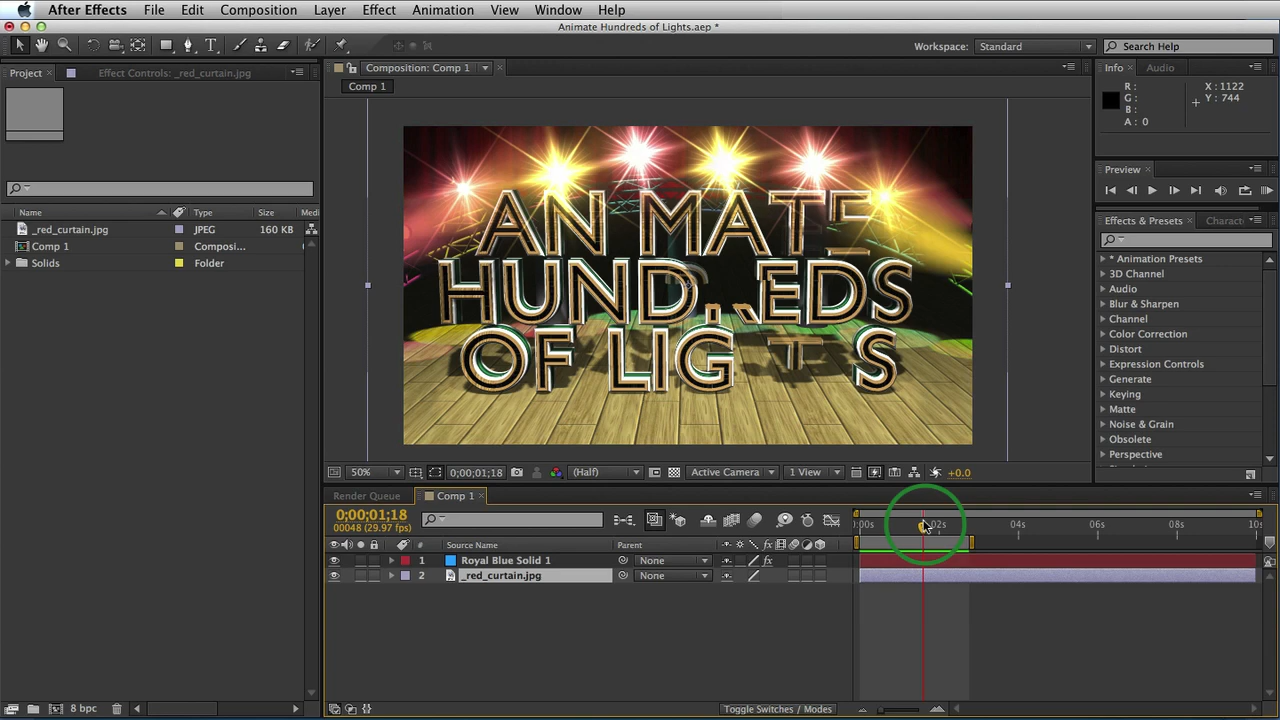 After Effects File Edit Composition Layer Effect Animation View Window Help
Animate Hundreds of Lights.aep *
Workspace: Standard Search Help
Project Effect Controls: _red_curtain.jpg
Composition: Comp 1
Info Audio
Comp 1
R: X: 1122
G: Y: 744
B:
A: 0
AN MATE
HUND EDS
OF LIG TS
Preview
Effects & Presets Characti
Name Type Size Medi
_red_curtain.jpg JPEG 160 KB
Comp 1 Composi...
Solids Folder
* Animation Presets
3D Channel
Audio
Blur & Sharpen
Channel
Color Correction
Distort
Expression Controls
Generate
Keying
Matte
Noise & Grain
Obsolete
Perspective
50% 0;00;01;18 (Half) Active Camera 1 View +0.0
Render Queue Comp 1
0;00;01;18
00048 (29.97 fps)
:00s 02s 04s 06s 08s 10s
# Source Name Parent fx
1 Royal Blue Solid 1 None fx
2 _red_curtain.jpg None
8 bpc Toggle Switches / Modes